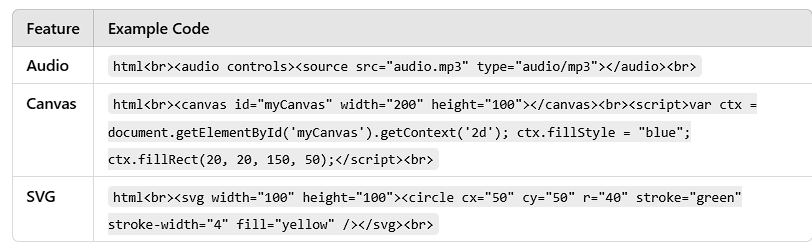 Feature Example Code
Audio html<br><audio controls><source src="audio.mp3" type="audio/mp3"></audio><br>
Canvas html<br><canvas id="myCanvas" width="200" height="100"></canvas><br><script>var ctx =
document.getElementById('myCanvas').getContext('2d'); ctx.fillStyle = "blue";
ctx.fillRect(20, 20, 150, 50);</script><br>
SVG html<br><svg width="100" height="100"><circle cx="50" cy="50" r="40" stroke="green"
stroke-width="4" fill="yellow" /></svg><br>